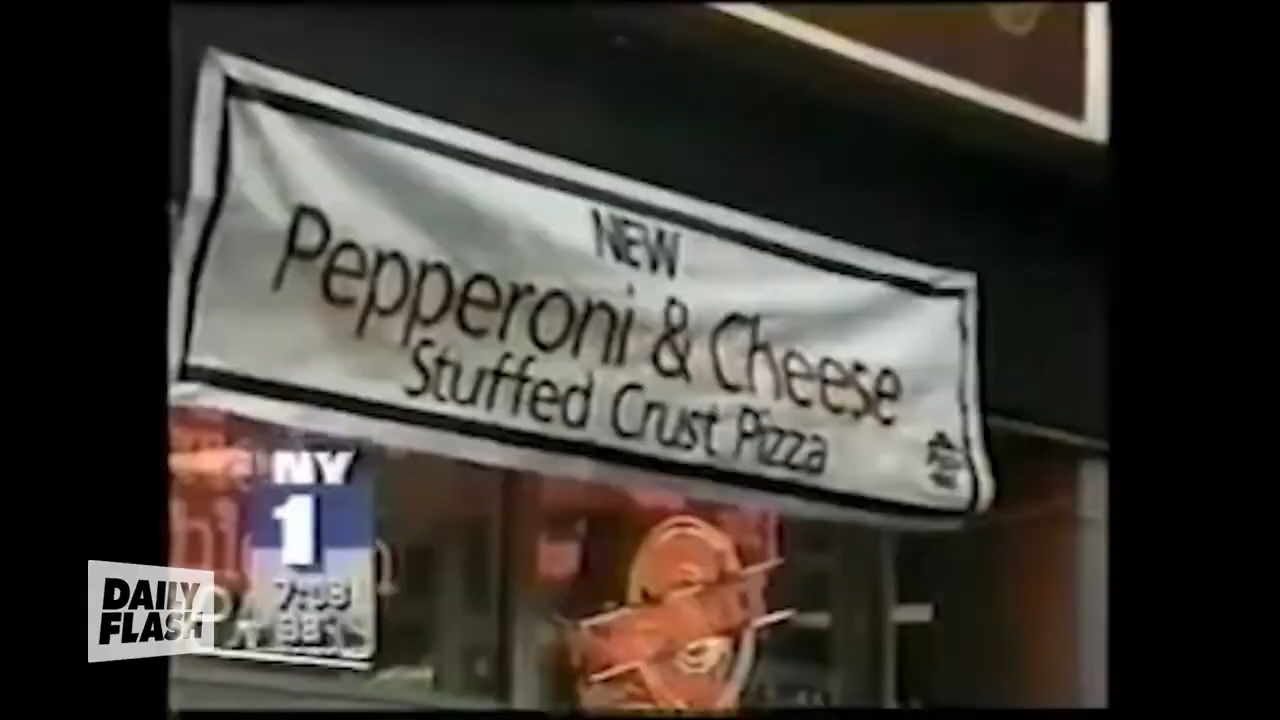 NEW
Pepperoni & Cheese
Stuffed Crust Pizza
NY
1
DAILY
FLASH